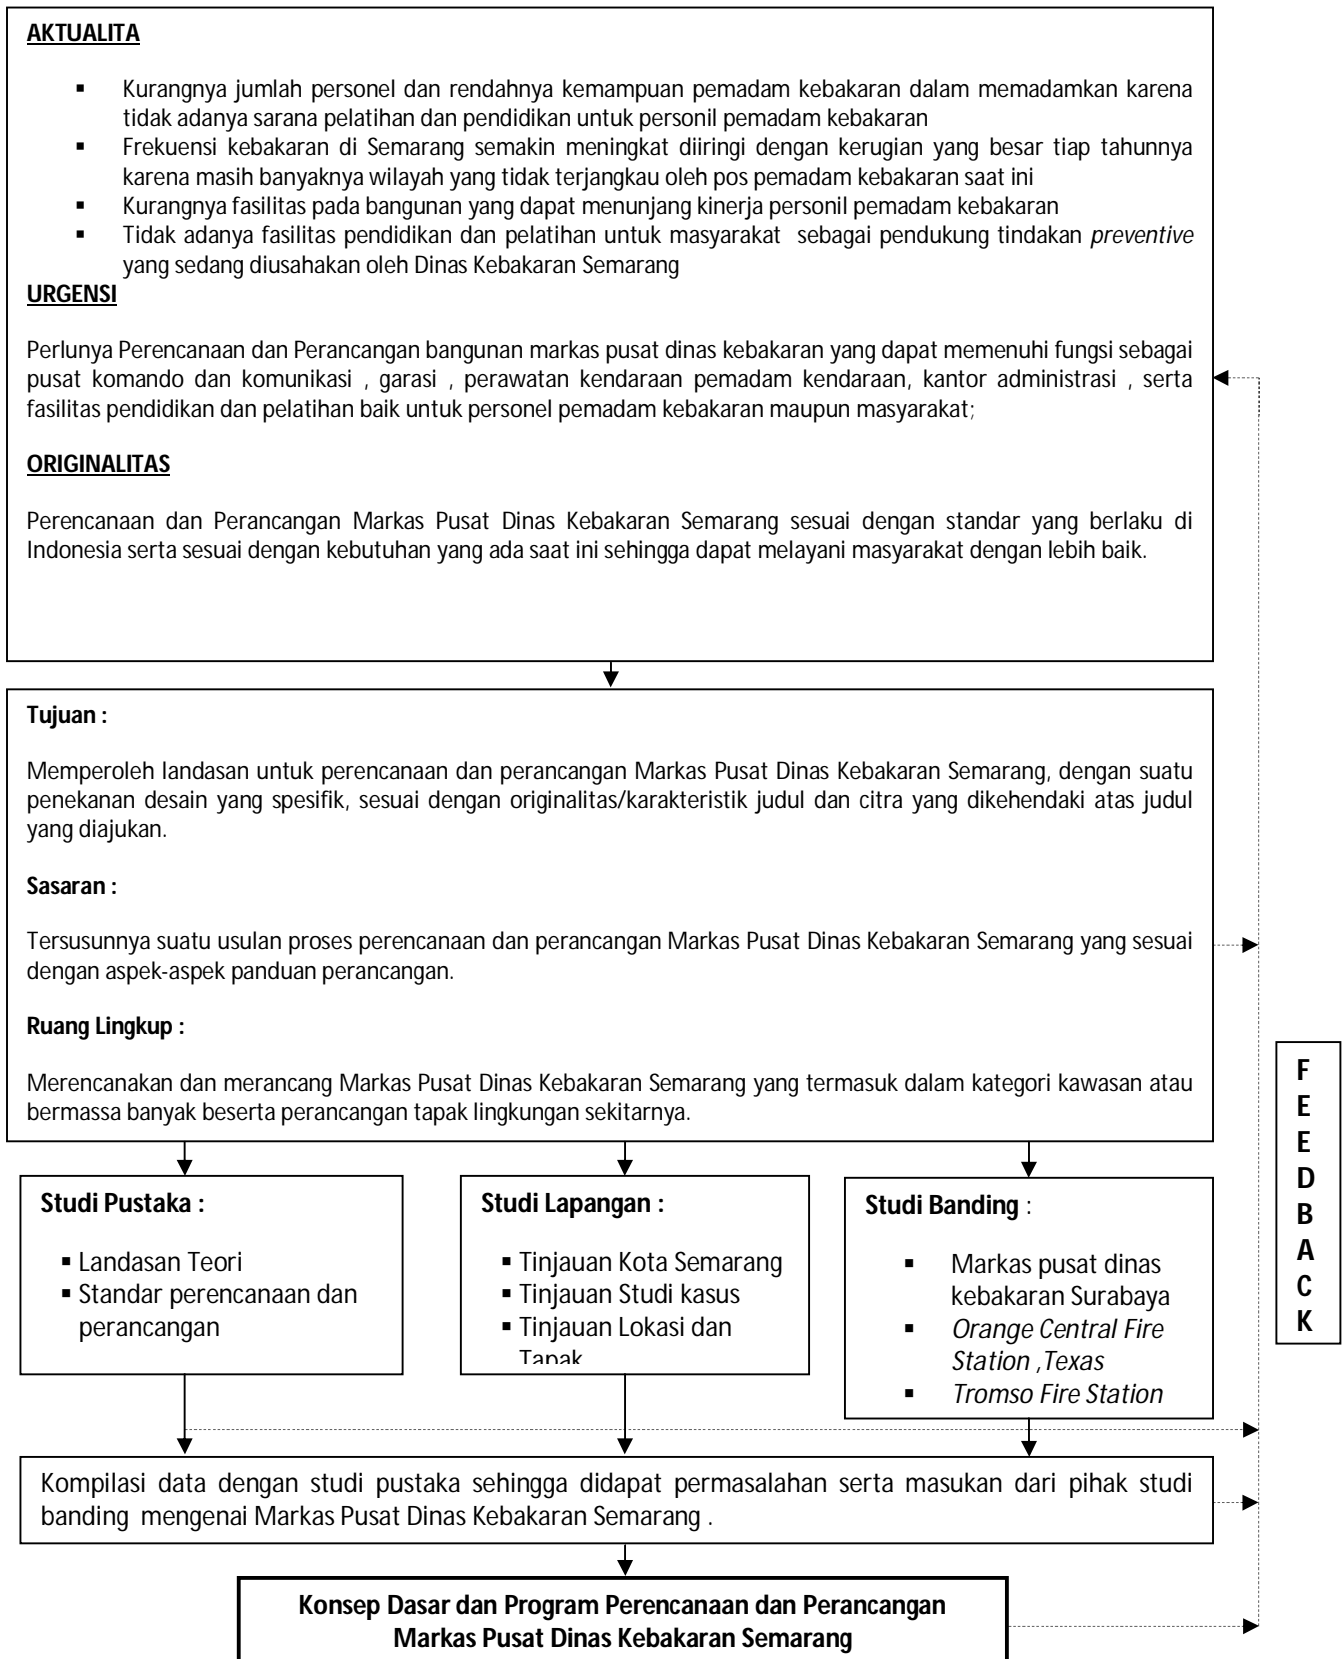 AKTUALITA
▪ Kurangnya jumlah personel dan rendahnya kemampuan pemadam kebakaran dalam memadamkan karena
tidak adanya sarana pelatihan dan pendidikan untuk personil pemadam kebakaran
▪ Frekuensi kebakaran di Semarang semakin meningkat diiringi dengan kerugian yang besar tiap tahunnya
karena masih banyaknya wilayah yang tidak terjangkau oleh pos pemadam kebakaran saat ini
▪ Kurangnya fasilitas pada bangunan yang dapat menunjang kinerja personil pemadam kebakaran
▪ Tidak adanya fasilitas pendidikan dan pelatihan untuk masyarakat sebagai pendukung tindakan preventive
yang sedang diusahakan oleh Dinas Kebakaran Semarang
URGENSI
Perlunya Perencanaan dan Perancangan bangunan markas pusat dinas kebakaran yang dapat memenuhi fungsi sebagai
pusat komando dan komunikasi , garasi , perawatan kendaraan pemadam kendaraan, kantor administrasi , serta
fasilitas pendidikan dan pelatihan baik untuk personel pemadam kebakaran maupun masyarakat;
ORIGINALITAS
Perencanaan dan Perancangan Markas Pusat Dinas Kebakaran Semarang sesuai dengan standar yang berlaku di
Indonesia serta sesuai dengan kebutuhan yang ada saat ini sehingga dapat melayani masyarakat dengan lebih baik.
Tujuan :
Memperoleh landasan untuk perencanaan dan perancangan Markas Pusat Dinas Kebakaran Semarang, dengan suatu
penekanan desain yang spesifik, sesuai dengan originalitas/karakteristik judul dan citra yang dikehendaki atas judul
yang diajukan.
Sasaran :
Tersusunnya suatu usulan proses perencanaan dan perancangan Markas Pusat Dinas Kebakaran Semarang yang sesuai
dengan aspek-aspek panduan perancangan.
Ruang Lingkup :
Merencanakan dan merancang Markas Pusat Dinas Kebakaran Semarang yang termasuk dalam kategori kawasan atau
bermassa banyak beserta perancangan tapak lingkungan sekitarnya.
Studi Pustaka :
▪ Landasan Teori
▪ Standar perencanaan dan
perancangan
Studi Lapangan :
▪ Tinjauan Kota Semarang
▪ Tinjauan Studi kasus
▪ Tinjauan Lokasi dan
Tapak
Studi Banding :
▪ Markas pusat dinas
kebakaran Surabaya
▪ Orange Central Fire
Station ,Texas
▪ Tromso Fire Station
Kompilasi data dengan studi pustaka sehingga didapat permasalahan serta masukan dari pihak studi
banding mengenai Markas Pusat Dinas Kebakaran Semarang .
Konsep Dasar dan Program Perencanaan dan Perancangan
Markas Pusat Dinas Kebakaran Semarang
F
E
E
D
B
A
C
K